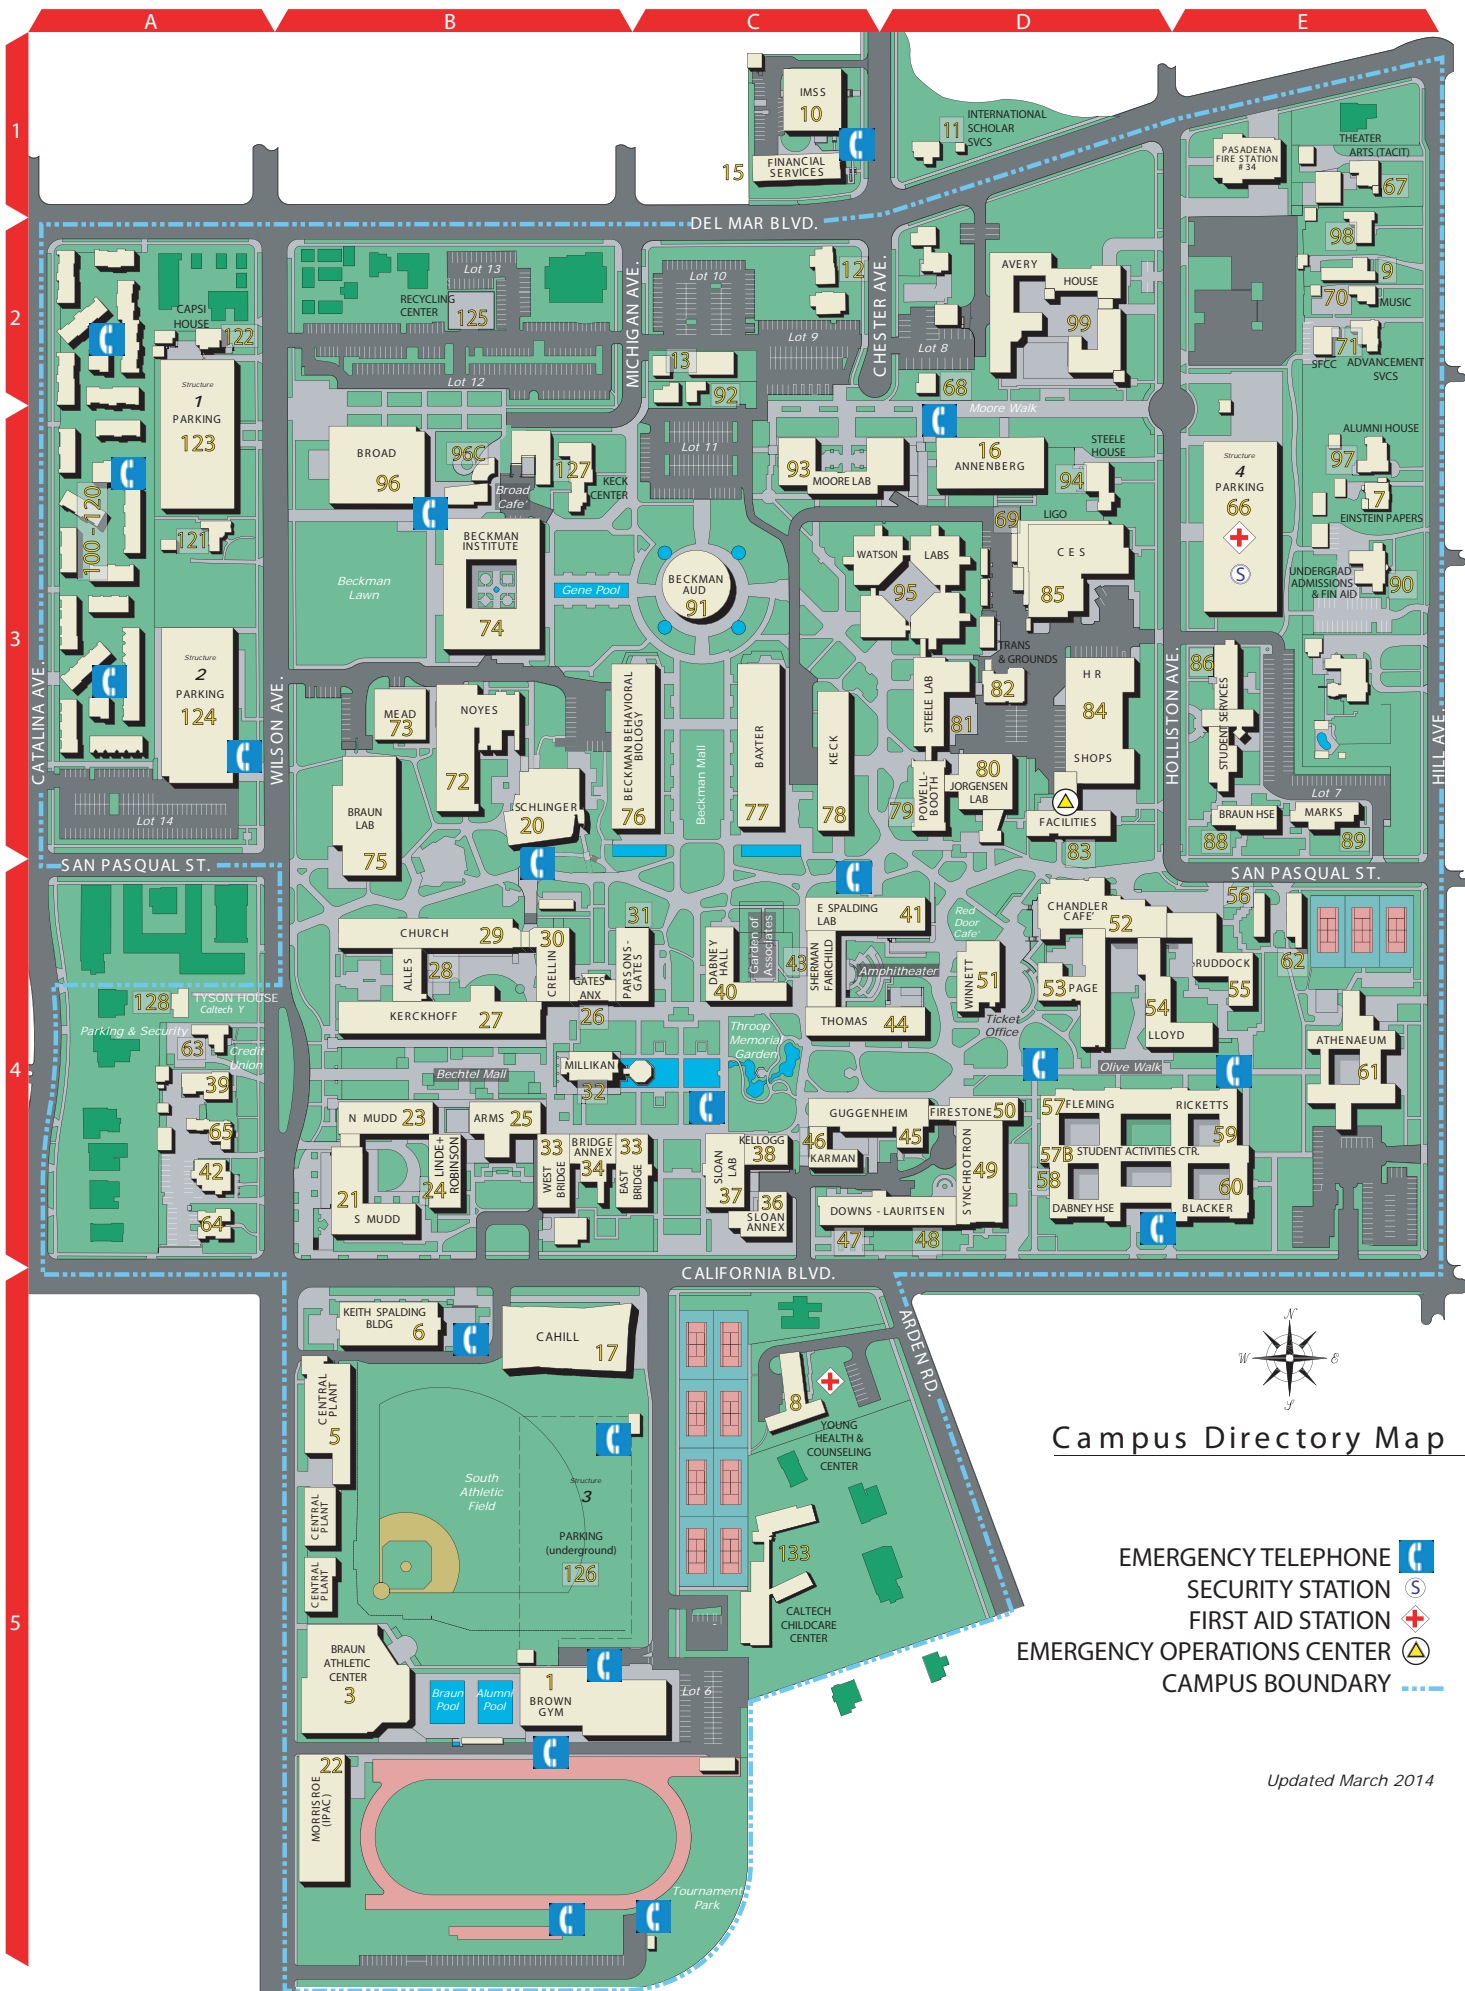 A
B
C
D
E
1
IMSS
10
FINANCIAL
SERVICES
15
11
INTERNATIONAL
SCHOLAR
SVCS
PASADENA
FIRE STATION
# 34
THEATER
ARTS (TACIT)
67
DEL MAR BLVD.
2
CAPSI
HOUSE
122
Lot 13
RECYCLING
CENTER
125
Lot 12
MICHIGAN AVE.
Lot 10
12
Lot 9
13
92
CHESTER AVE.
Lot 8
68
AVERY
HOUSE
99
98
9
70
MUSIC
71
SFCC
ADVANCEMENT
SVCS
Structure
1
PARKING
123
100 - 120
121
BROAD
96
96C
Broad
Cafe'
127
KECK
CENTER
Lot 11
Moore Walk
93
MOORE LAB
16
ANNENBERG
STEELE
HOUSE
94
Structure
4
PARKING
66
S
ALUMNI HOUSE
97
7
EINSTEIN PAPERS
UNDERGRAD
ADMISSIONS
& FIN AID
90
3
BECKMAN
INSTITUTE
74
Beckman
Lawn
Gene Pool
BECKMAN
AUD
91
WATSON
LABS
95
69
LIGO
C E S
85
TRANS
& GROUNDS
82
81
Structure
2
PARKING
124
CATALINA AVE.
WILSON AVE.
MEAD
73
NOYES
72
BRAUN
LAB
75
SCHLINGER
20
BECKMAN BEHAVIORAL
BIOLOGY
76
Beckman Mall
BAXTER
77
KECK
78
STEELE LAB
79
POWELL-
BOOTH
80
JORGENSEN
LAB
H R
84
SHOPS
FACILITIES
83
HOLLISTON AVE.
86
STUDENT SERVICES
BRAUN HSE
88
MARKS
89
Lot 7
HILL AVE.
Lot 14
SAN PASQUAL ST.
SAN PASQUAL ST.
4
128
TYSON HOUSE
Caltech Y
Parking & Security
63
Credit
Union
39
65
42
64
CHURCH
29
ALLES
28
30
CRELLIN
GATES
ANX
26
31
PARSONS-
GATES
KERCKHOFF
27
DABNEY
HALL
40
Garden of
Associates
43
E SPALDING
LAB
41
SHERMAN
FAIRCHILD
Amphitheater
THOMAS
44
Red
Door
Cafe'
WINNETT
51
Ticket
Office
CHANDLER
CAFE'
52
53
PAGE
54
LLOYD
RUDDOCK
55
56
62
ATHENAEUM
61
Bechtel Mall
MILLIKAN
32
Throop
Memorial
Garden
Olive Walk
N MUDD 23
ARMS 25
LINDE+
ROBINSON
24
21
S MUDD
33
WEST
BRIDGE
BRIDGE
ANNEX
34
33
EAST
BRIDGE
SLOAN
LAB
37
KELLOGG
38
36
SLOAN
ANNEX
GUGGENHEIM
46
KARMAN
45
FIRESTONE 50
SYNCHROTRON
49
DOWNS - LAURITSEN
47
48
57 FLEMING
RICKETTS
59
57B STUDENT ACTIVITIES CTR.
58
DABNEY HSE
60
BLACKER
CALIFORNIA BLVD.
5
KEITH SPALDING
BLDG
6
CAHILL
17
CENTRAL
PLANT
5
CENTRAL
PLANT
CENTRAL
PLANT
South
Athletic
Field
Structure
3
PARKING
(underground)
126
8
YOUNG
HEALTH &
COUNSELING
CENTER
ARDEN RD.
133
CALTECH
CHILDCARE
CENTER
BRAUN
ATHLETIC
CENTER
3
Braun
Pool
Alumni
Pool
1
BROWN
GYM
Lot 6
22
MORRISROE
(IPAC)
Tournament
Park
N
W
E
S
Campus Directory Map
EMERGENCY TELEPHONE
SECURITY STATION S
FIRST AID STATION
EMERGENCY OPERATIONS CENTER
CAMPUS BOUNDARY
Updated March 2014